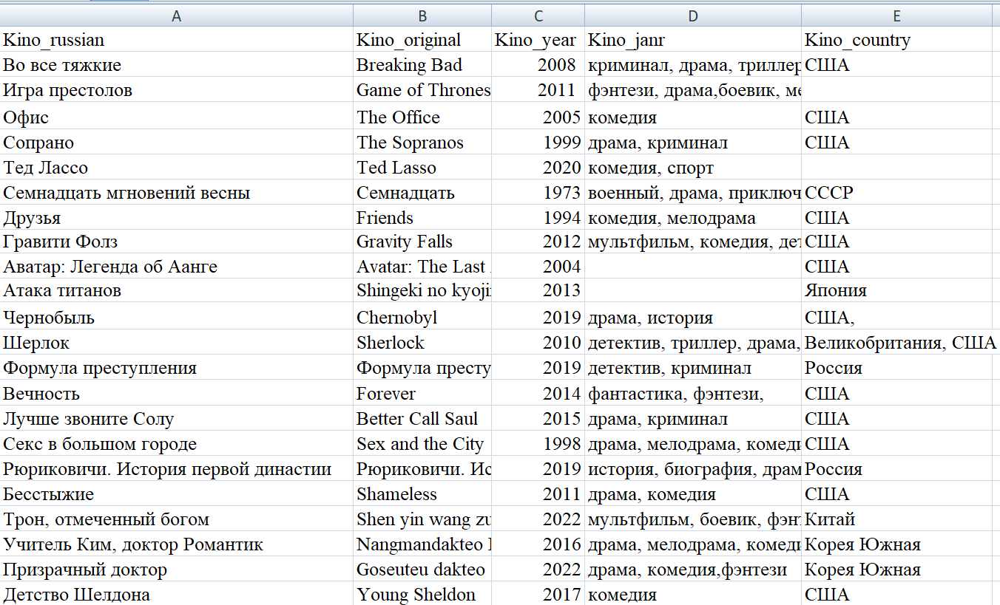 A B C D E
Kino_russian Kino_original Kino_year Kino_janr Kino_country
Во все тяжкие Breaking Bad 2008 криминал, драма, триллер США
Игра престолов Game of Thrones 2011 фэнтези, драма,боевик,
Офис The Office 2005 комедия США
Сопрано The Sopranos 1999 драма, криминал США
Тед Лассо Ted Lasso 2020 комедия, спорт
Семнадцать мгновений весны Семнадцать 1973 военный, драма, приключ СССР
Друзья Friends 1994 комедия, мелодрама США
Гравити Фолз Gravity Falls 2012 мультфильм, комедия, США
Аватар: Легенда об Аанге Avatar: The Last 2004 США
Атака титанов Shingeki no 2013 Япония
Чернобыль Chernobyl 2019 драма, история США,
Шерлок Sherlock 2010 детектив, триллер, драма, Великобритания, США
Формула преступления Формула престу 2019 детектив, криминал Россия
Вечность Forever 2014 фантастика, фэнтези, США
Лучше звоните Солу Better Call Saul 2015 драма, криминал США
Секс в большом городе Sex and the City 1998 драма, мелодрама, США
Рюриковичи. История первой династии Рюриковичи. Ис 2019 история, биография, драм Россия
Бесстыжие Shameless 2011 драма, комедия США
Трон, отмеченный богом Shen yin wang 2022 мультфильм, боевик, Китай
Учитель Ким, доктор Романтик Nangmandakteo 2016 драма, мелодрама, Корея Южная
Призрачный доктор Goseuteu dakteo 2022 драма, комедия,фэнтези Корея Южная
Детство Шелдона Young Sheldon 2017 комедия США